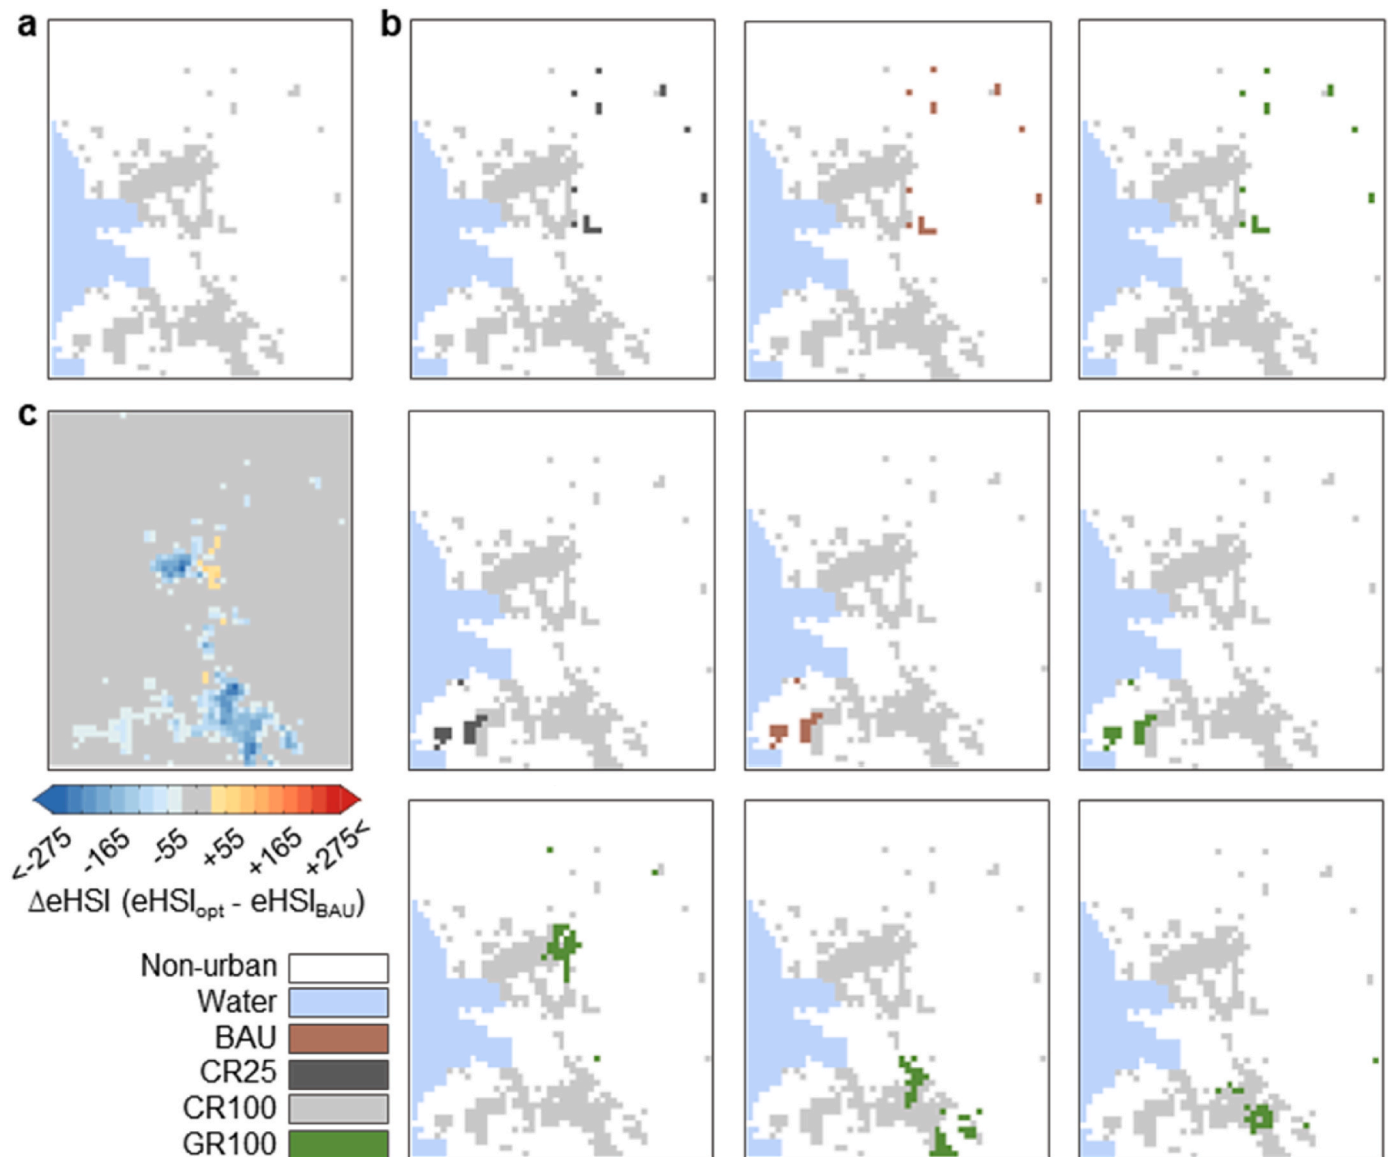 a
b
c
<-275
-165
-55
+55
+165
+275<
ΔeHSI (eHSIopt - eHSIBAU)
Non-urban
Water
BAU
CR25
CR100
GR100